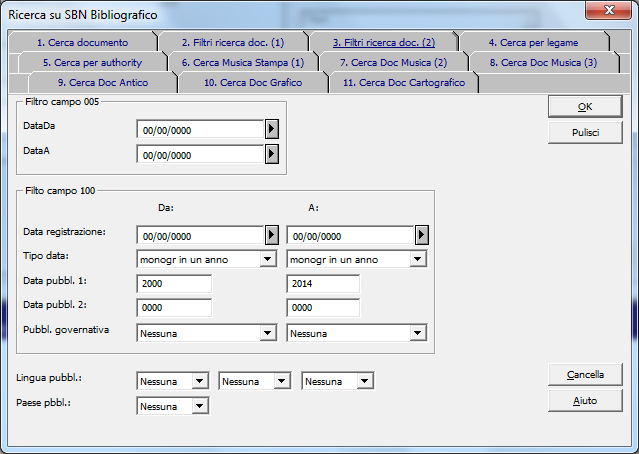 Ricerca su SBN Bibliografico
1. Cerca documento 2. Filtri ricerca doc. (1) 3. Filtri ricerca doc. (2) 4. Cerca per legame
5. Cerca per authority 6. Cerca Musica Stampa (1) 7. Cerca Doc Musica (2) 8. Cerca Doc Musica (3)
9. Cerca Doc Antico 10. Cerca Doc Grafico 11. Cerca Doc Cartografico
Filtro campo 005
DataDa 00/00/0000
DataA 00/00/0000
OK
Pulisci
Filto campo 100
Da: A:
Data registrazione: 00/00/0000 00/00/0000
Tipo data: monogr in un anno monogr in un anno
Data pubbl. 1: 2000 2014
Data pubbl. 2: 0000 0000
Pubbl. governativa Nessuna Nessuna
Lingua pubbl.: Nessuna Nessuna Nessuna
Paese pbbl.: Nessuna
Cancella
Aiuto